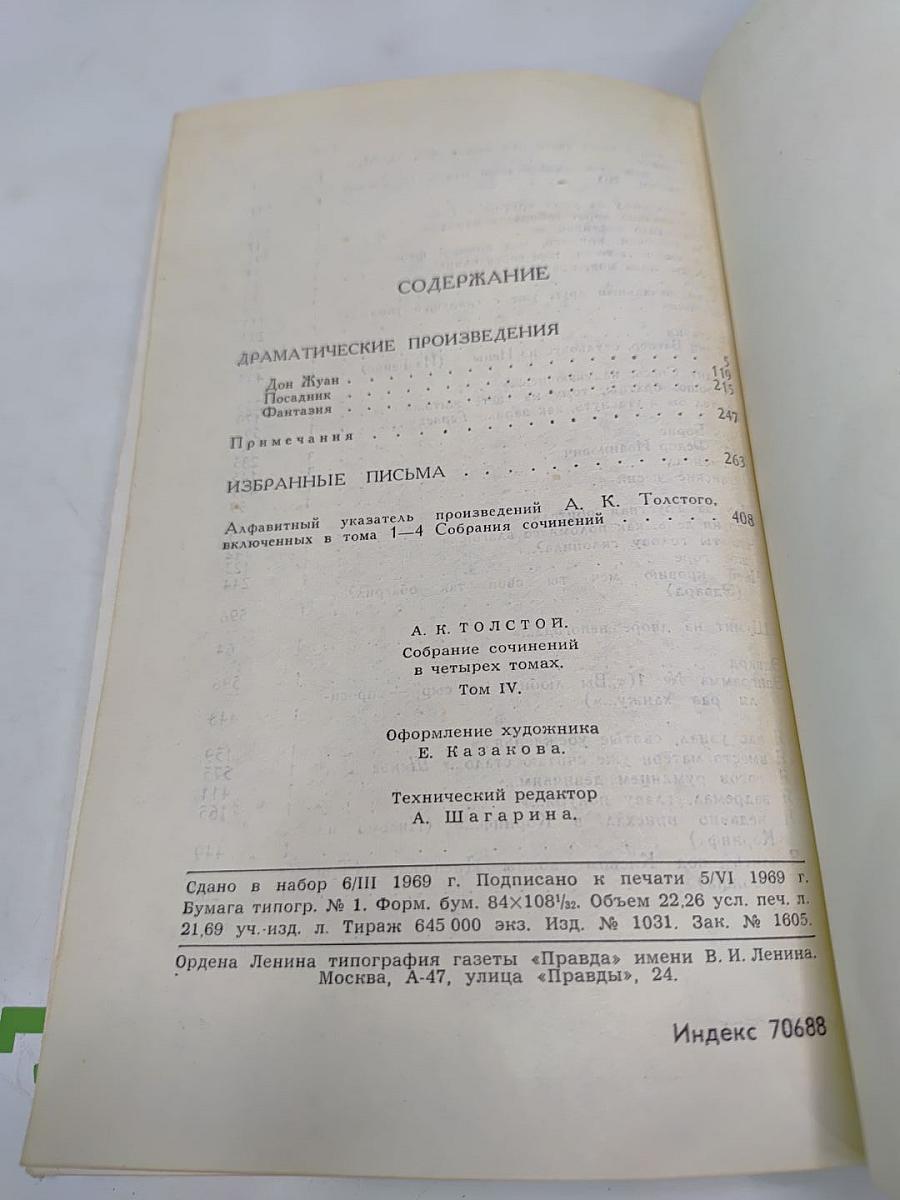 СОДЕРЖАНИЕ
ДРАМАТИЧЕСКИЕ ПРОИЗВЕДЕНИЯ
Дон Жуан . . . . . . . . . . . . . . 5
Посадник . . . . . . . . . . . . . . 119
Фантазия . . . . . . . . . . . . . . 215
Примечания . . . . . . . . . . . . . . 247
ИЗБРАННЫЕ ПИСЬМА . . . . . . . . . . 263
Алфавитный указатель произведений А. К. Толстого,
включенных в тома 1—4 Собрания сочинений . . . . . 408
А. К. ТОЛСТОЙ.
Собрание сочинений
в четырех томах.
Том IV.
Оформление художника
Е. Казакова.
Технический редактор
А. Шагарина.
Сдано в набор 6/III 1969 г. Подписано к печати 5/VI 1969 г.
Бумага типогр. № 1. Форм. бум. 84×108¹/₃₂. Объем 22,26 усл. печ. л.
21,69 уч.-изд. л. Тираж 645 000 экз. Изд. № 1031. Зак. № 1605.
Ордена Ленина типография газеты «Правда» имени В. И. Ленина.
Москва, А-47, улица «Правды», 24.
Индекс 70688